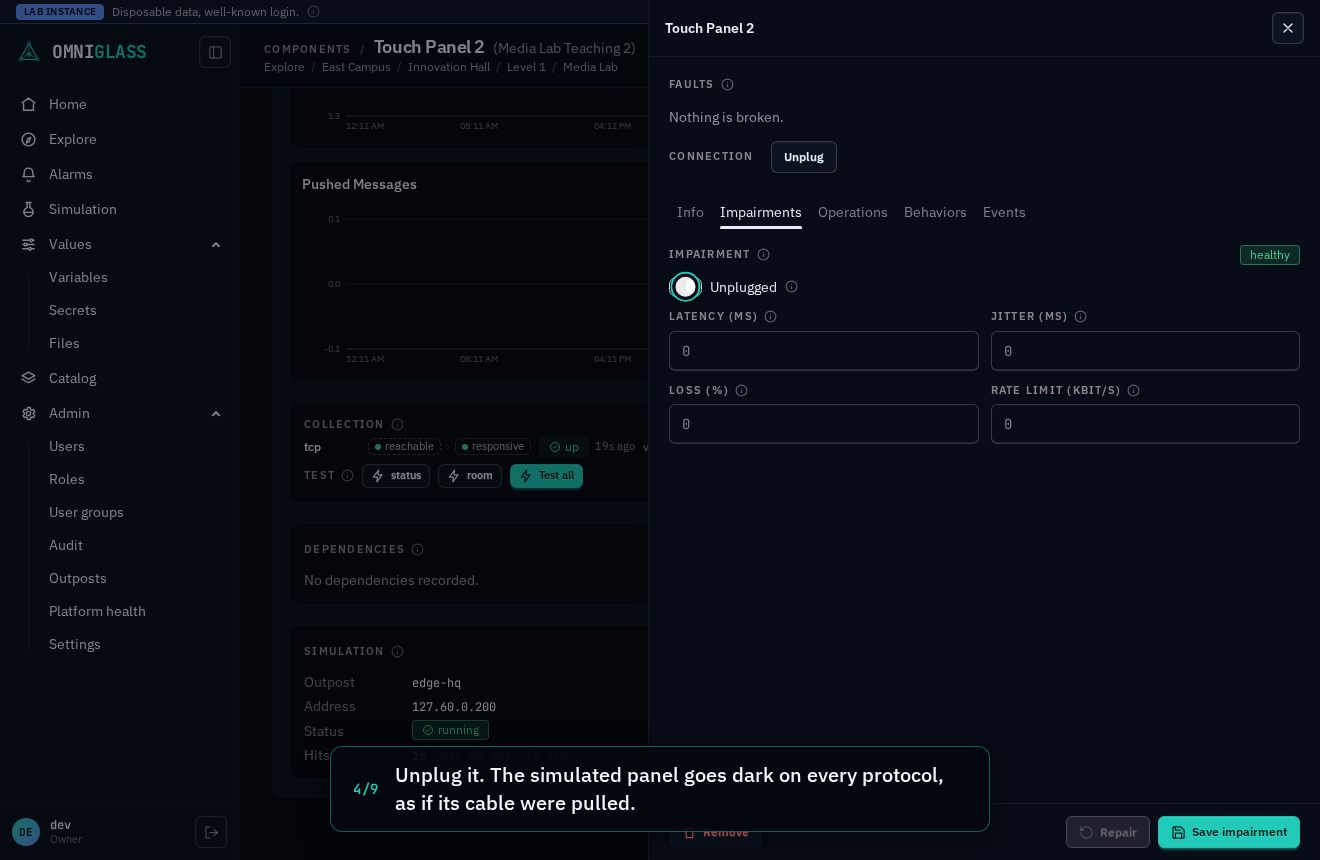 LAB INSTANCE Disposable data, well-known login.
OMNIGLASS
Home
Explore
Alarms
Simulation
Values
Variables
Secrets
Files
Catalog
Admin
Users
Roles
User groups
Audit
Outposts
Platform health
Settings
DE dev
Owner
COMPONENTS / Touch Panel 2 (Media Lab Teaching 2)
Explore / East Campus / Innovation Hall / Level 1 / Media Lab
1.3
12:11 AM 08:11 AM 04:11 PM
Pushed Messages
0.1
0.0
-0.1
12:11 AM 08:11 AM 04:11 PM
COLLECTION
tcp reachable › responsive up 19s ago
TEST status room Test all
DEPENDENCIES
No dependencies recorded.
SIMULATION
Outpost edge-hq
Address 127.60.0.200
Status running
Hits
Touch Panel 2
FAULTS
Nothing is broken.
CONNECTION Unplug
Info Impairments Operations Behaviors Events
IMPAIRMENT healthy
Unplugged
LATENCY (MS) JITTER (MS)
0 0
LOSS (%) RATE LIMIT (KBIT/S)
0 0
4/9 Unplug it. The simulated panel goes dark on every protocol,
as if its cable were pulled.
Remove Repair Save impairment